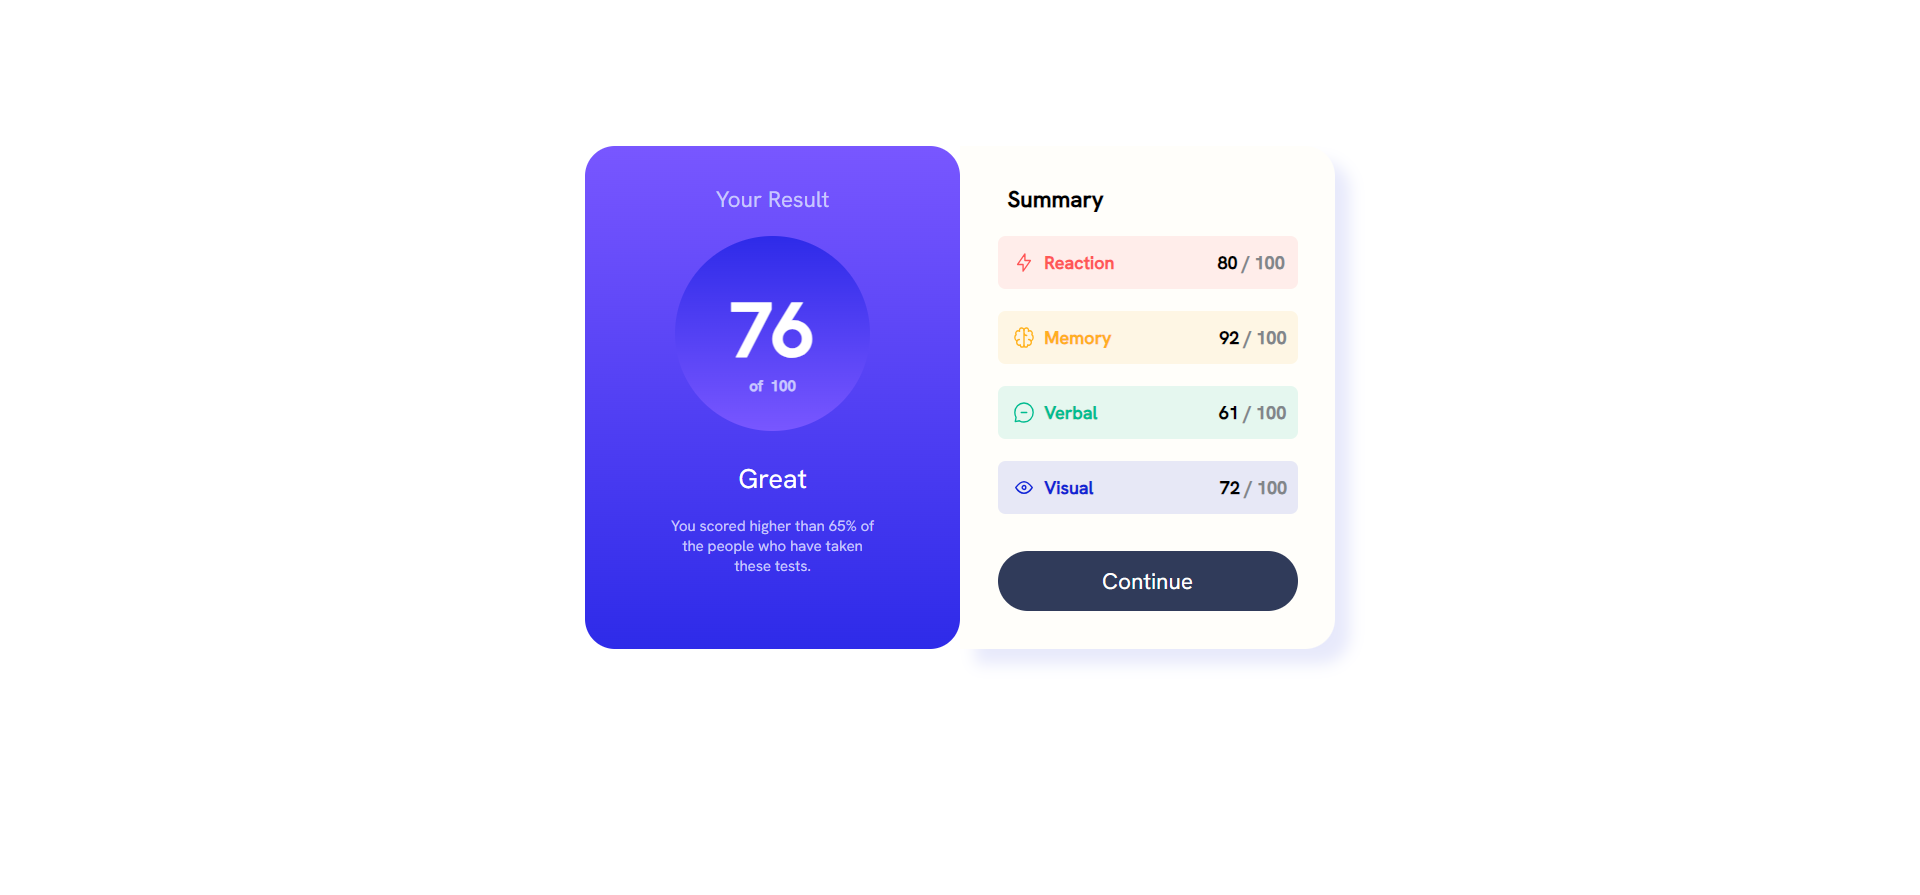 Your Result
76
of 100
Great
You scored higher than 65% of
the people who have taken
these tests.
Summary
Reaction 80 / 100
Memory 92 / 100
Verbal 61 / 100
Visual 72 / 100
Continue